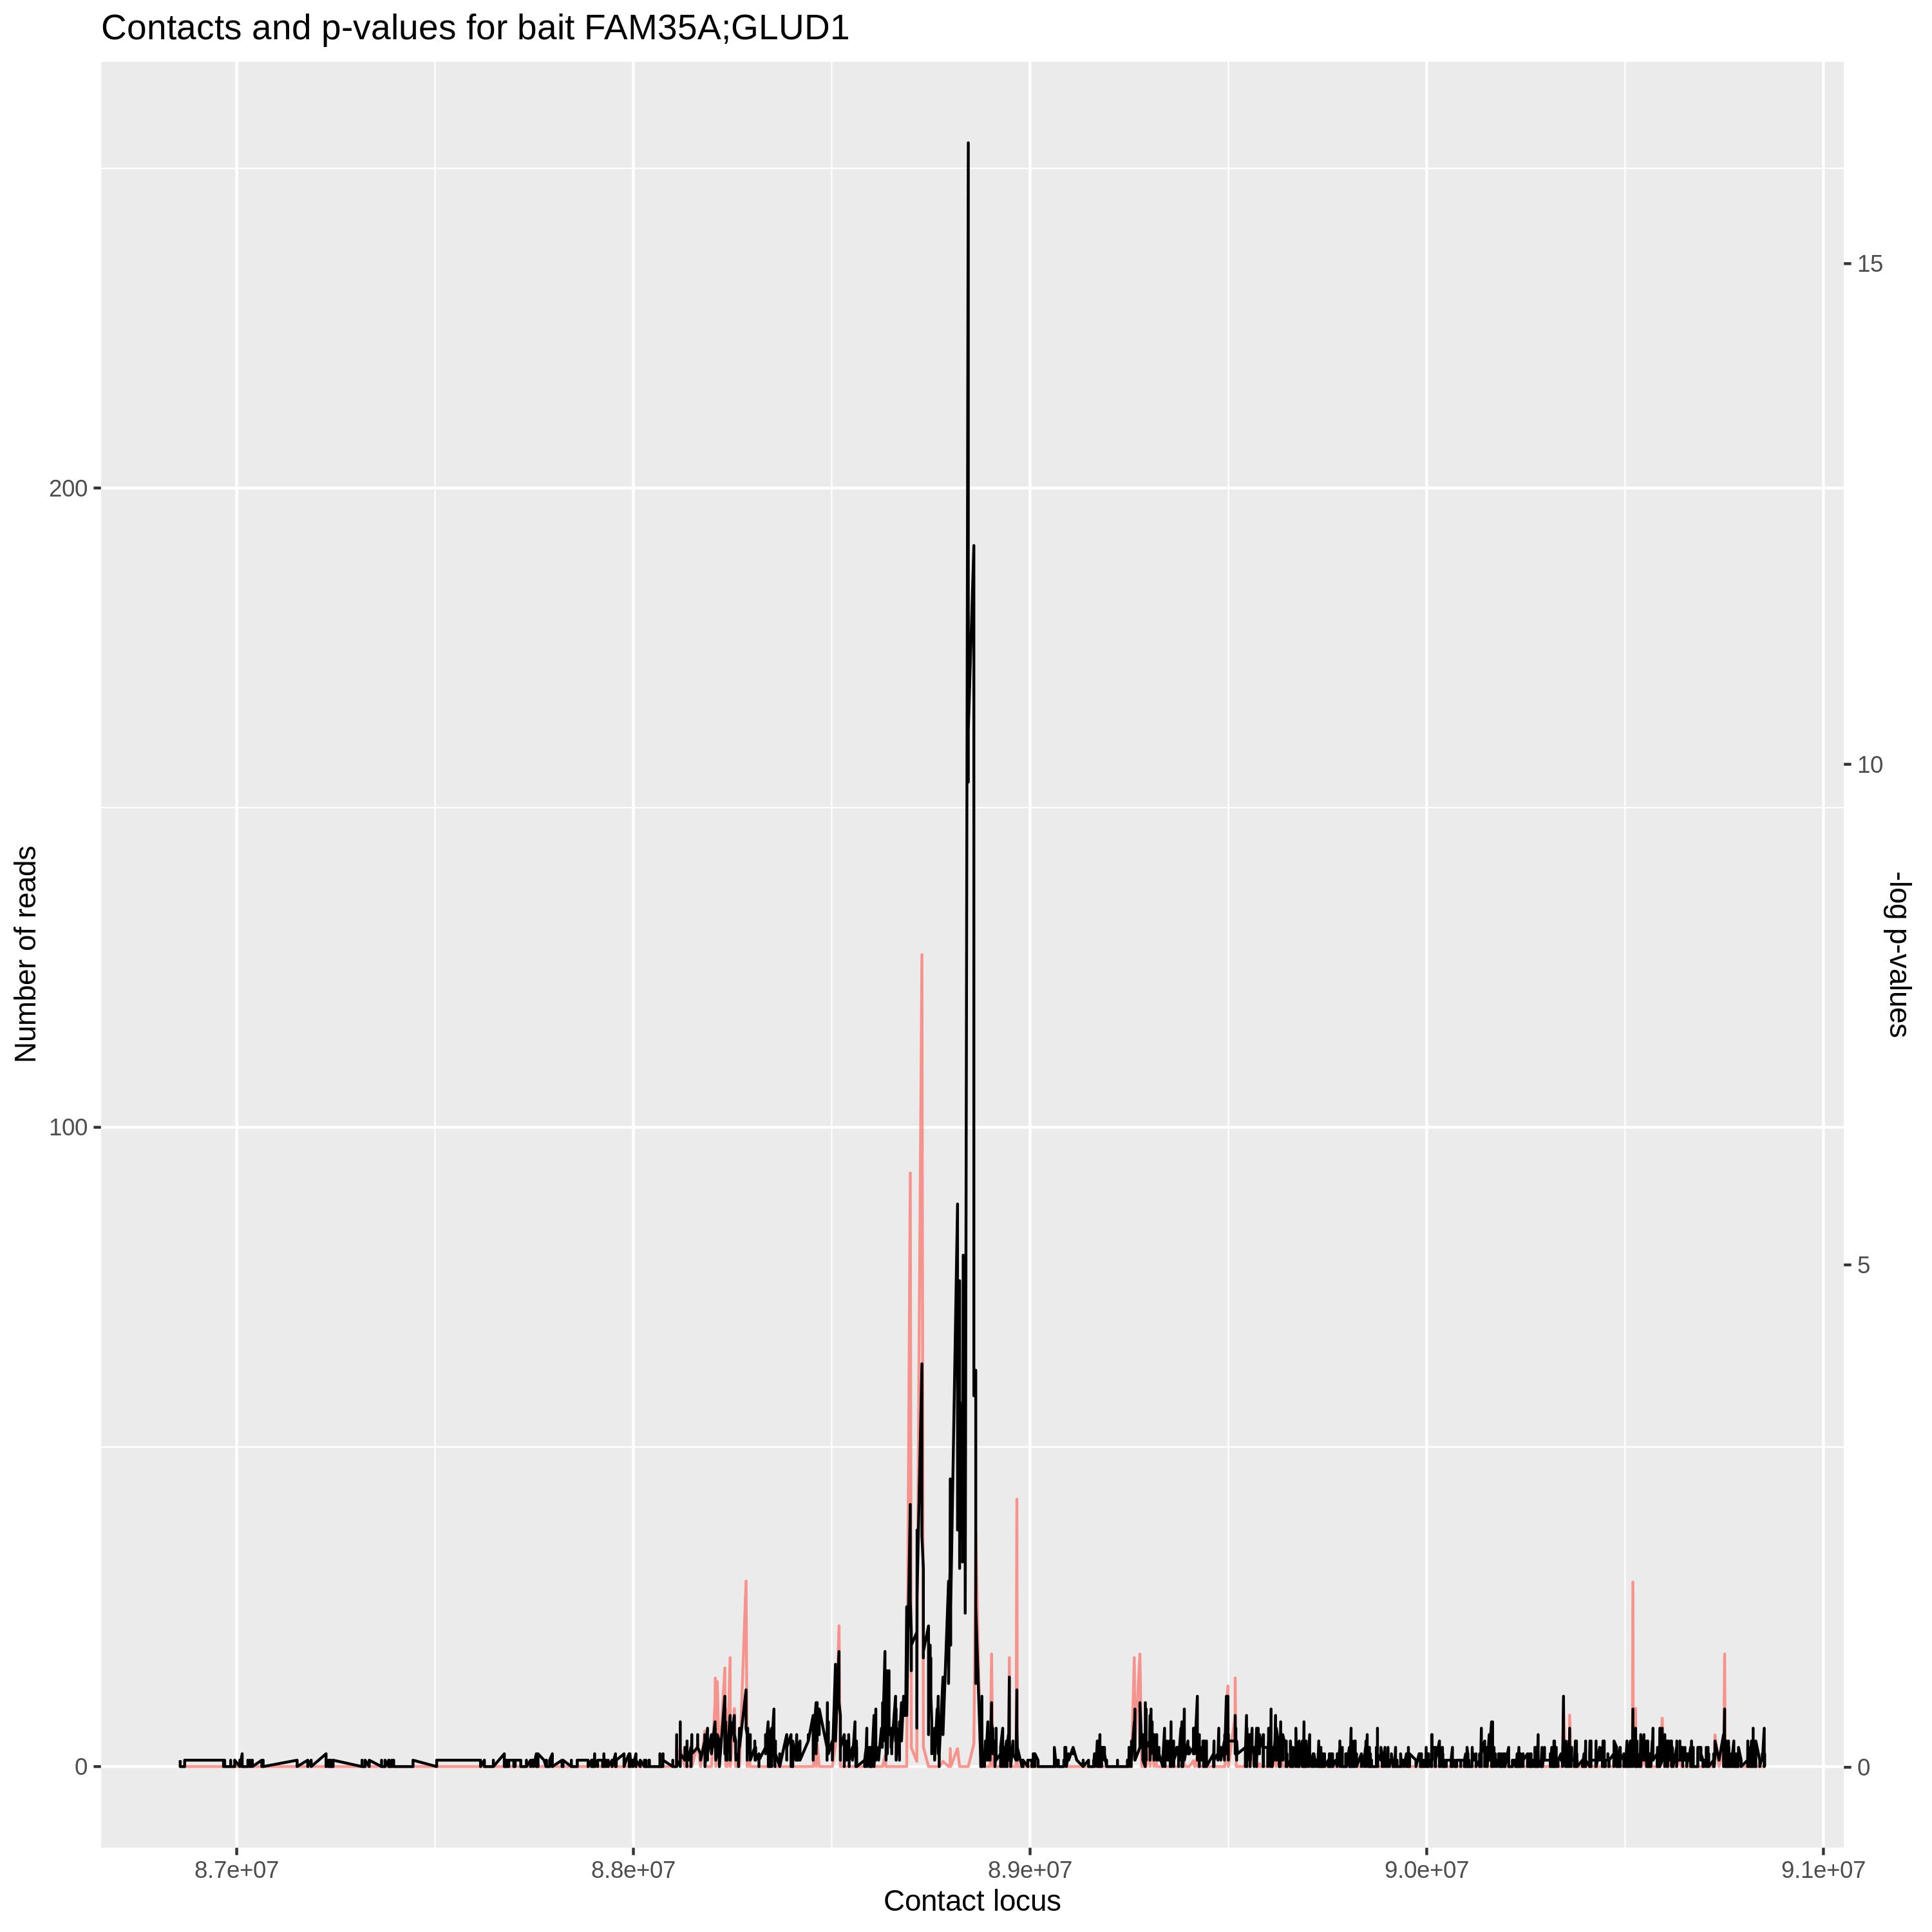 Contacts and p-values for bait FAM35A;GLUD1
Number of reads
200
100
0
15
10
5
0
-log p-values
8.7e+07 8.8e+07 8.9e+07 9.0e+07 9.1e+07
Contact locus